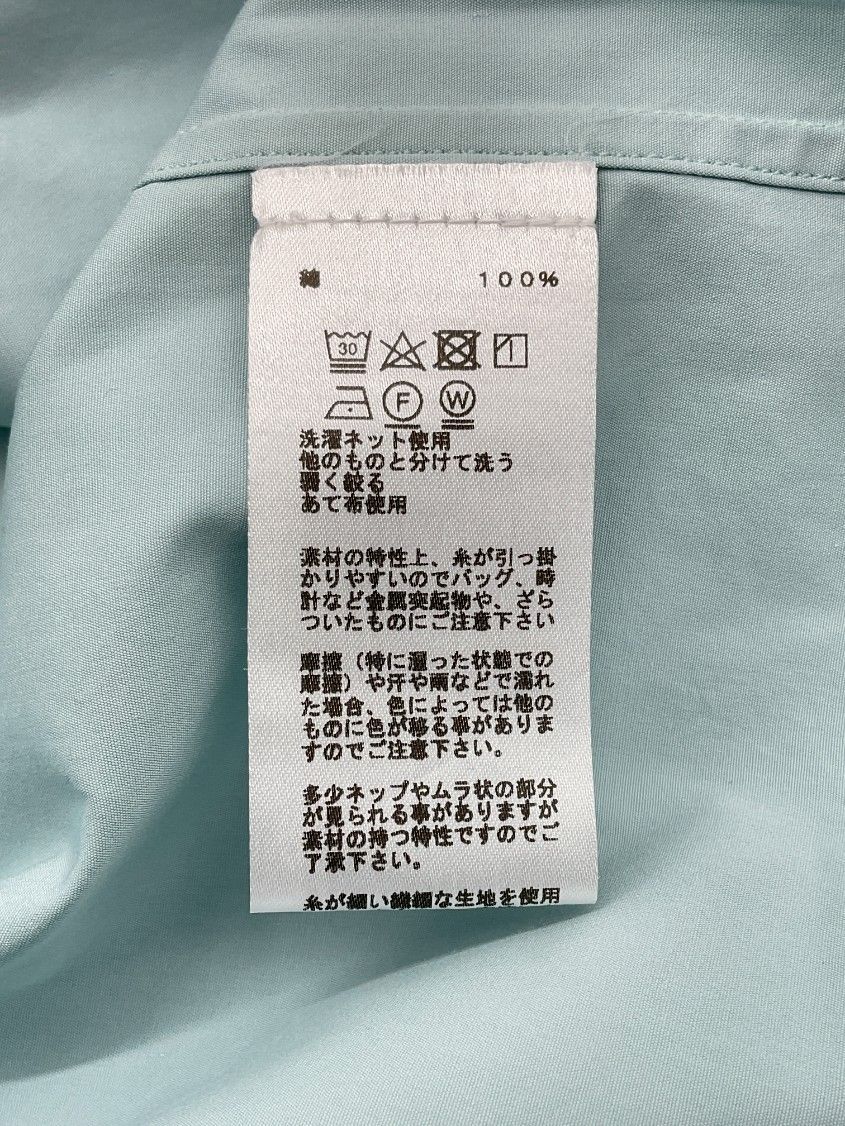 綿 100%
30
F W
洗濯ネット使用
他のものと分けて洗う
弱く絞る
あて布使用
素材の特性上、糸が引っ掛
かりやすいのでバッグ、時
計など金属突起物や、ざら
ついたものにご注意下さい
摩擦（特に湿った状態での
摩擦）や汗や雨などで濡れ
た場合、色によっては他の
ものに色が移る事がありま
すのでご注意下さい。
多少ネップやムラ状の部分
が見られる事がありますが
素材の持つ特性ですのでご
了承下さい。
糸が細い繊細な生地を使用